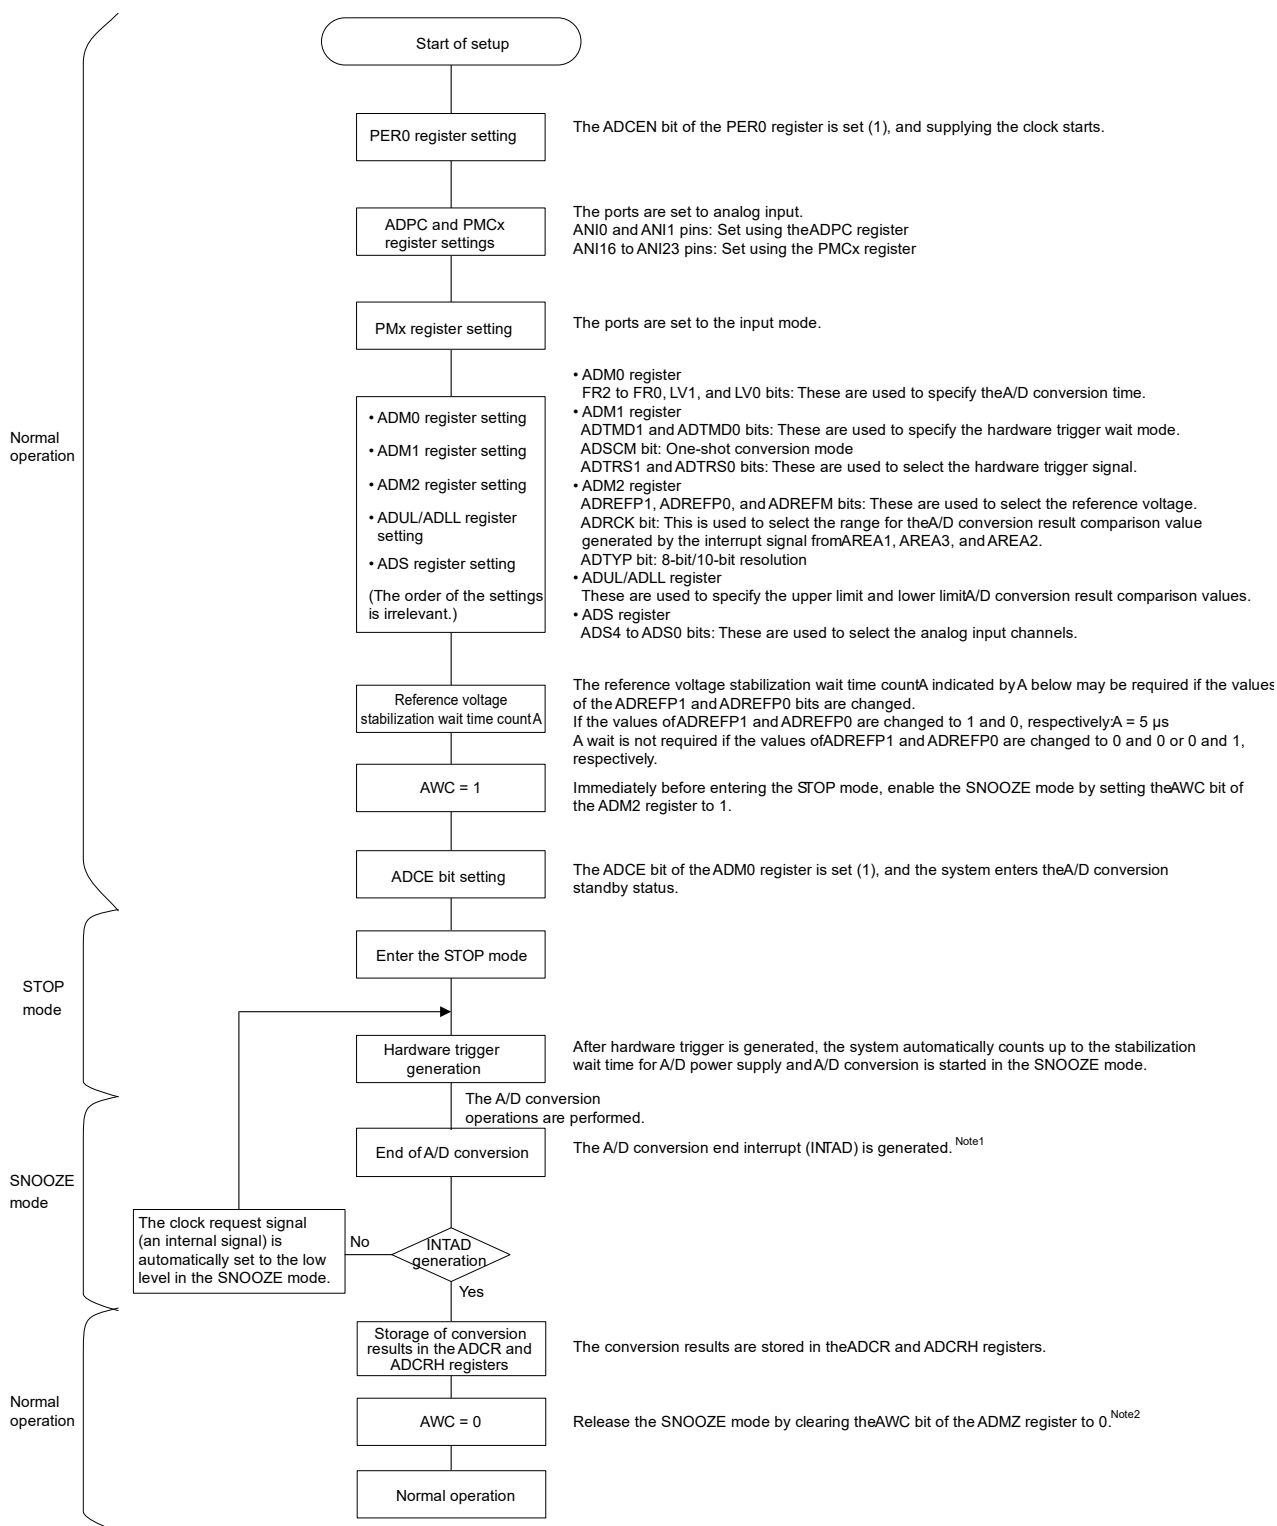 Start of setup
PER0 register setting
The ADCEN bit of the PER0 register is set (1), and supplying the clock starts.
ADPC and PMCx
register settings
The ports are set to analog input.
ANI0 and ANI1 pins: Set using theADPC register
ANI16 to ANI23 pins: Set using the PMCx register
PMx register setting
The ports are set to the input mode.
Normal
operation
• ADM0 register setting
• ADM1 register setting
• ADM2 register setting
• ADUL/ADLL register
setting
• ADS register setting
(The order of the settings
is irrelevant.)
• ADM0 register
FR2 to FR0, LV1, and LV0 bits: These are used to specify theA/D conversion time.
• ADM1 register
ADTMD1 and ADTMD0 bits: These are used to specify the hardware trigger wait mode.
ADSCM bit: One-shot conversion mode
ADTRS1 and ADTRS0 bits: These are used to select the hardware trigger signal.
• ADM2 register
ADREFP1, ADREFP0, and ADREFM bits: These are used to select the reference voltage.
ADRCK bit: This is used to select the range for theA/D conversion result comparison value
generated by the interrupt signal fromAREA1, AREA3, and AREA2.
ADTYP bit: 8-bit/10-bit resolution
• ADUL/ADLL register
These are used to specify the upper limit and lower limitA/D conversion result comparison values.
• ADS register
ADS4 to ADS0 bits: These are used to select the analog input channels.
Reference voltage
stabilization wait time count A
The reference voltage stabilization wait time countA indicated by A below may be required if the values
of the ADREFP1 and ADREFP0 bits are changed.
If the values of ADREFP1 and ADREFP0 are changed to 1 and 0, respectively:A = 5 μs
A wait is not required if the values ofADREFP1 and ADREFP0 are changed to 0 and 0 or 0 and 1,
respectively.
AWC = 1
Immediately before entering the STOP mode, enable the SNOOZE mode by setting theAWC bit of
the ADM2 register to 1.
ADCE bit setting
The ADCE bit of the ADM0 register is set (1), and the system enters theA/D conversion
standby status.
Enter the STOP mode
STOP
mode
Hardware trigger
generation
After hardware trigger is generated, the system automatically counts up to the stabilization
wait time for A/D power supply and A/D conversion is started in the SNOOZE mode.
The A/D conversion
operations are performed.
End of A/D conversion
The A/D conversion end interrupt (INTAD) is generated. Note1
SNOOZE
mode
The clock request signal
(an internal signal) is
automatically set to the low
level in the SNOOZE mode.
No
INTAD
generation
Yes
Storage of conversion
results in the ADCR and
ADCRH registers
The conversion results are stored in theADCR and ADCRH registers.
Normal
operation
AWC = 0
Release the SNOOZE mode by clearing theAWC bit of the ADMZ register to 0.Note2
Normal operation